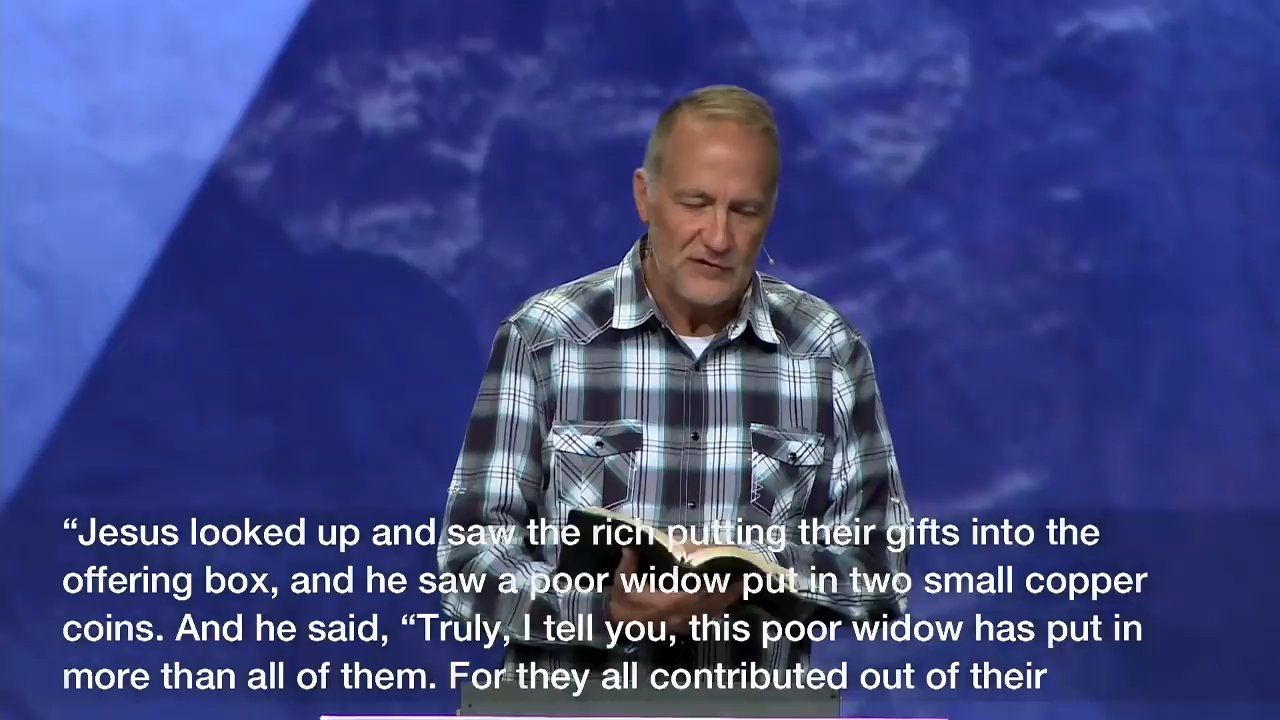 “Jesus looked up and saw the rich putting their gifts into the
offering box, and he saw a poor widow put in two small copper
coins. And he said, “Truly, I tell you, this poor widow has put in
more than all of them. For they all contributed out of their